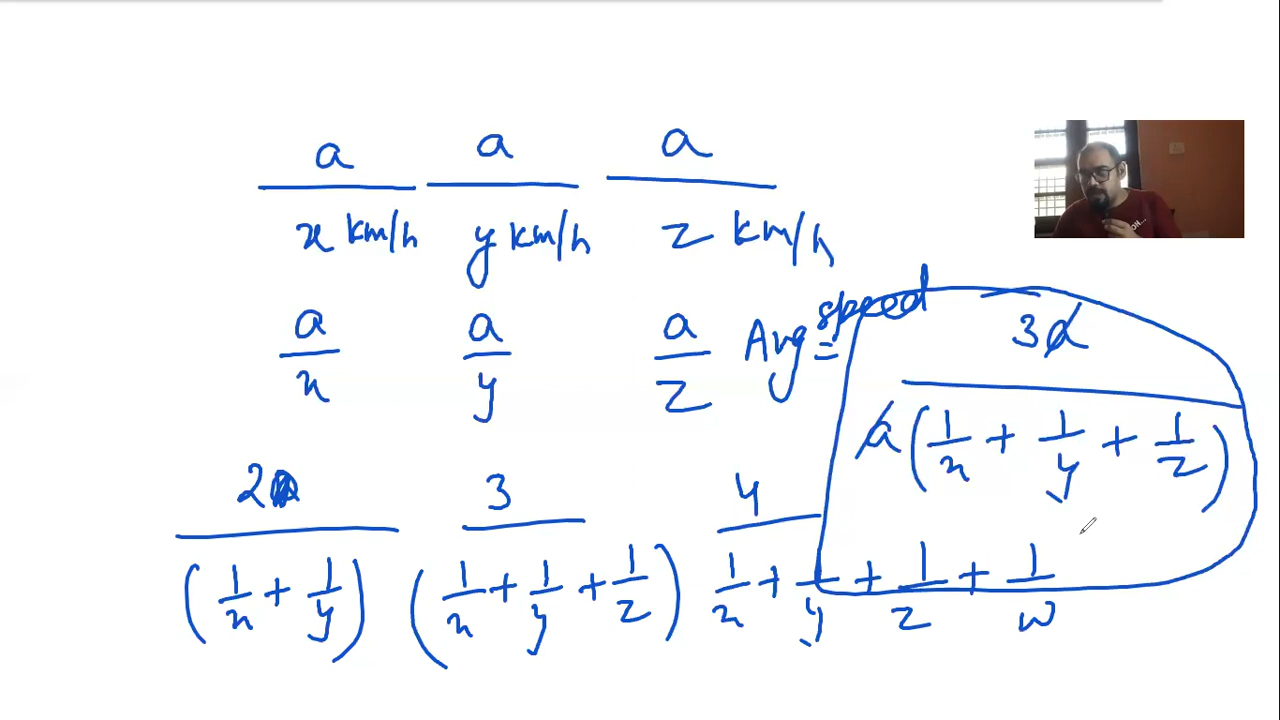 a a a
x km/h y km/h z km/h
a/x a/y a/z Avg speed = 3a / a(1/x + 1/y + 1/z)
2 / (1/x + 1/y) 3 / (1/x + 1/y + 1/z) 4 / 1/x + 1/y + 1/z + 1/w